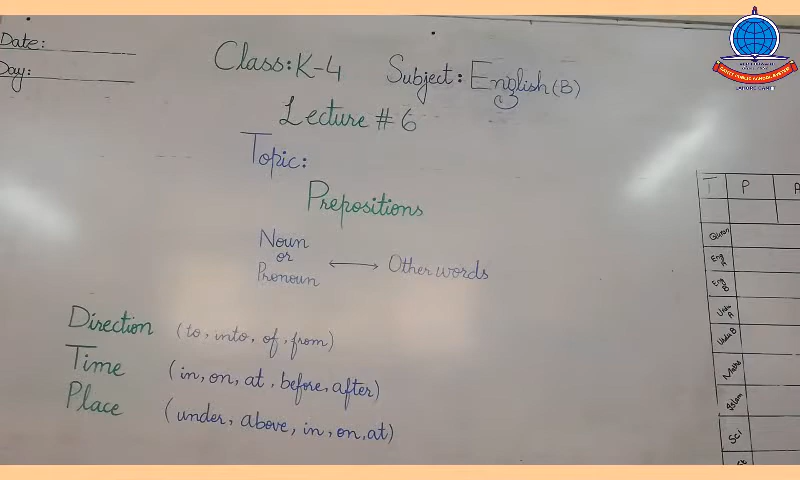 Date:
Day:
Class: K-4 Subject: English (B)
Lecture # 6
Topic:
Prepositions
Noun
or
Pronoun ⟷ Other words
Direction (to, into, of, from)
Time (in, on, at, before, after)
Place (under, above, in, on, at)
T P A
Quran
Eng A
Eng B
Urdu A
Urdu B
Maths
Islam
Sci
LAHORE CANTT